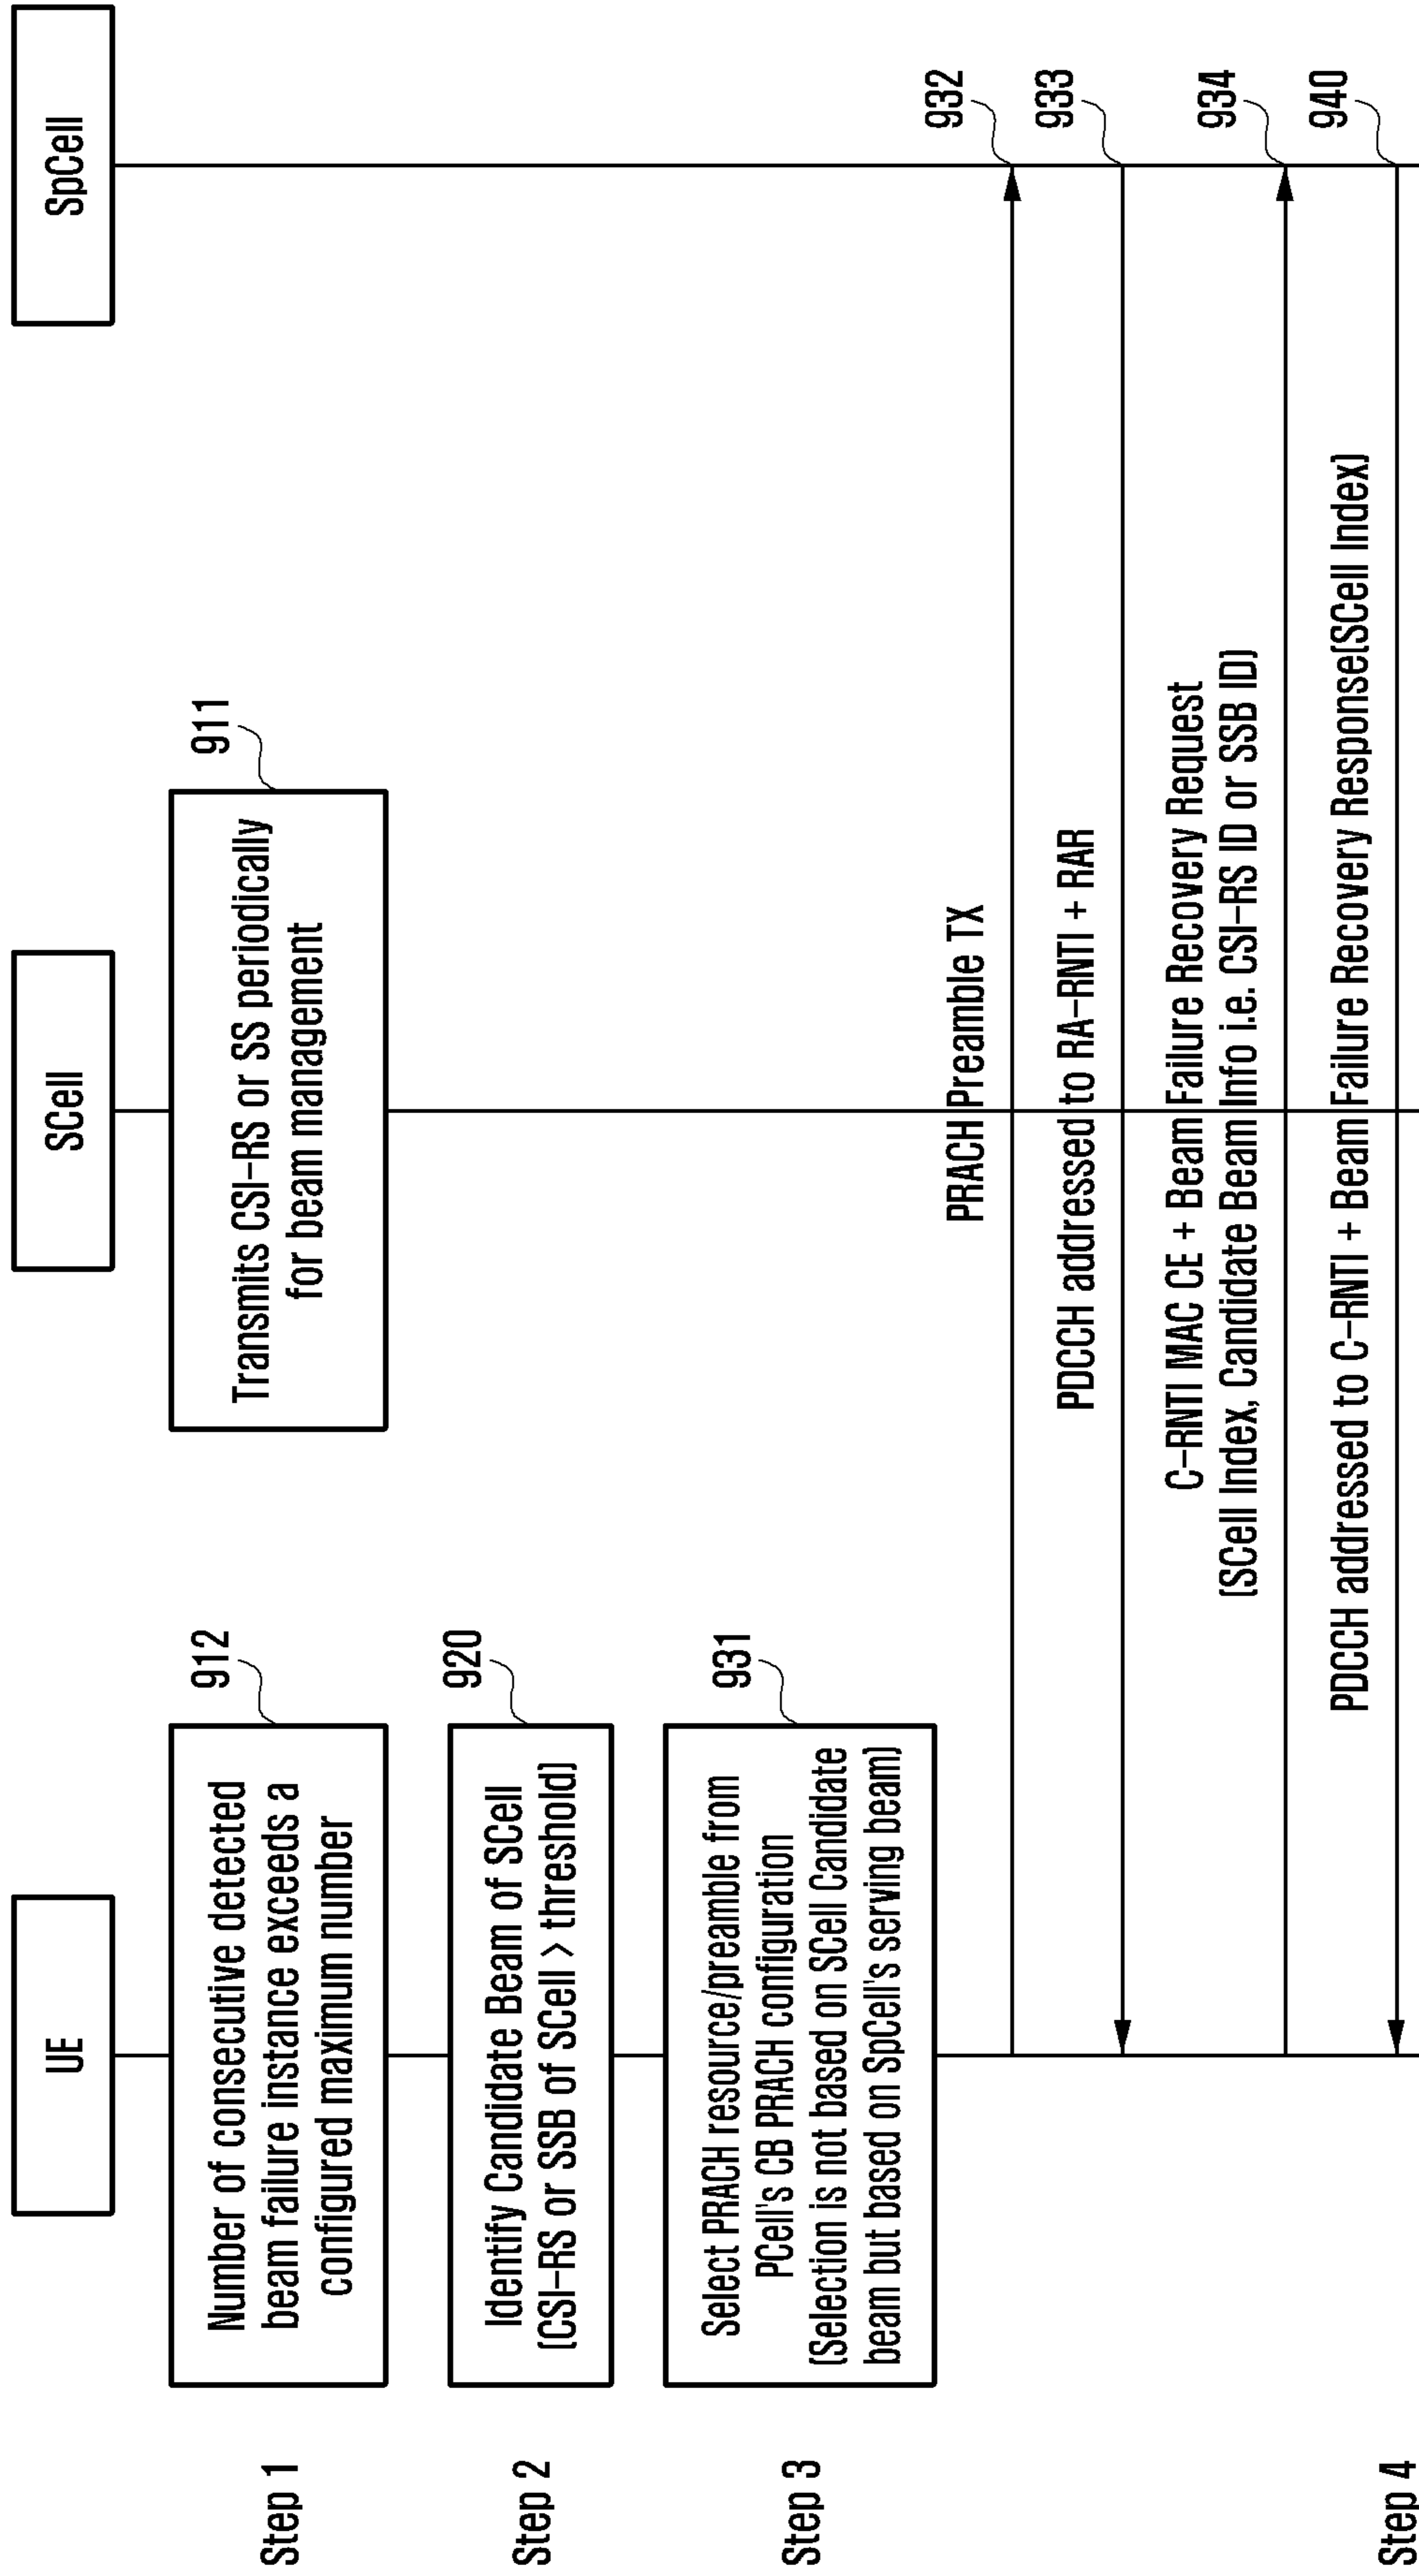 UE
SCell
SpCell
Step 1
Number of consecutive detected
beam failure instance exceeds a
configured maximum number
912
Transmits CSI-RS or SS periodically
for beam management
911
Step 2
Identify Candidate Beam of SCell
(CSI-RS or SSB of SCell > threshold)
920
Step 3
Select PRACH resource/preamble from
PCell's CB PRACH configuration
(Selection is not based on SCell Candidate
beam but based on SpCell's serving beam)
931
PRACH Preamble TX
932
PDCCH addressed to RA-RNTI + RAR
933
C-RNTI MAC CE + Beam Failure Recovery Request
(SCell Index, Candidate Beam Info i.e. CSI-RS ID or SSB ID)
934
Step 4
PDCCH addressed to C-RNTI + Beam Failure Recovery Response(SCell Index)
940